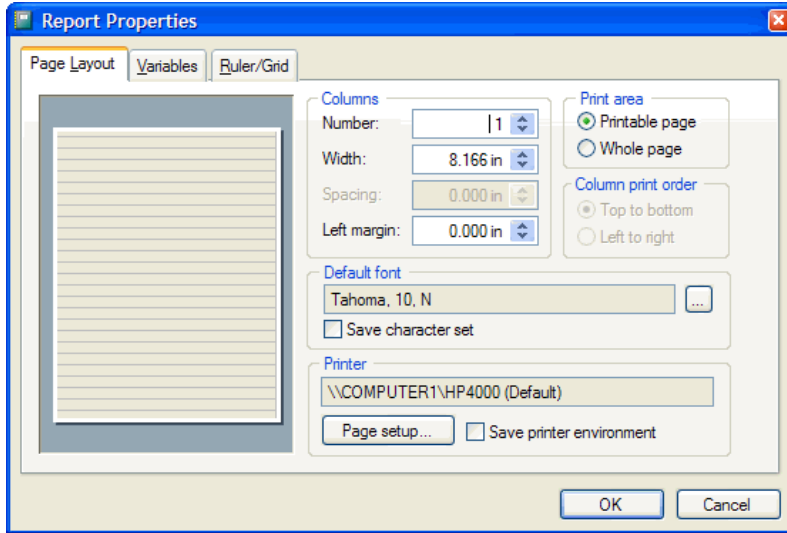 Report Properties
Page Layout
Variables
Ruler/Grid
Columns
Number: 1
Width: 8.166 in
Spacing: 0.000 in
Left margin: 0.000 in
Print area
Printable page
Whole page
Column print order
Top to bottom
Left to right
Default font
Tahoma, 10, N
...
Save character set
Printer
\\COMPUTER1\HP4000 (Default)
Page setup...
Save printer environment
OK
Cancel